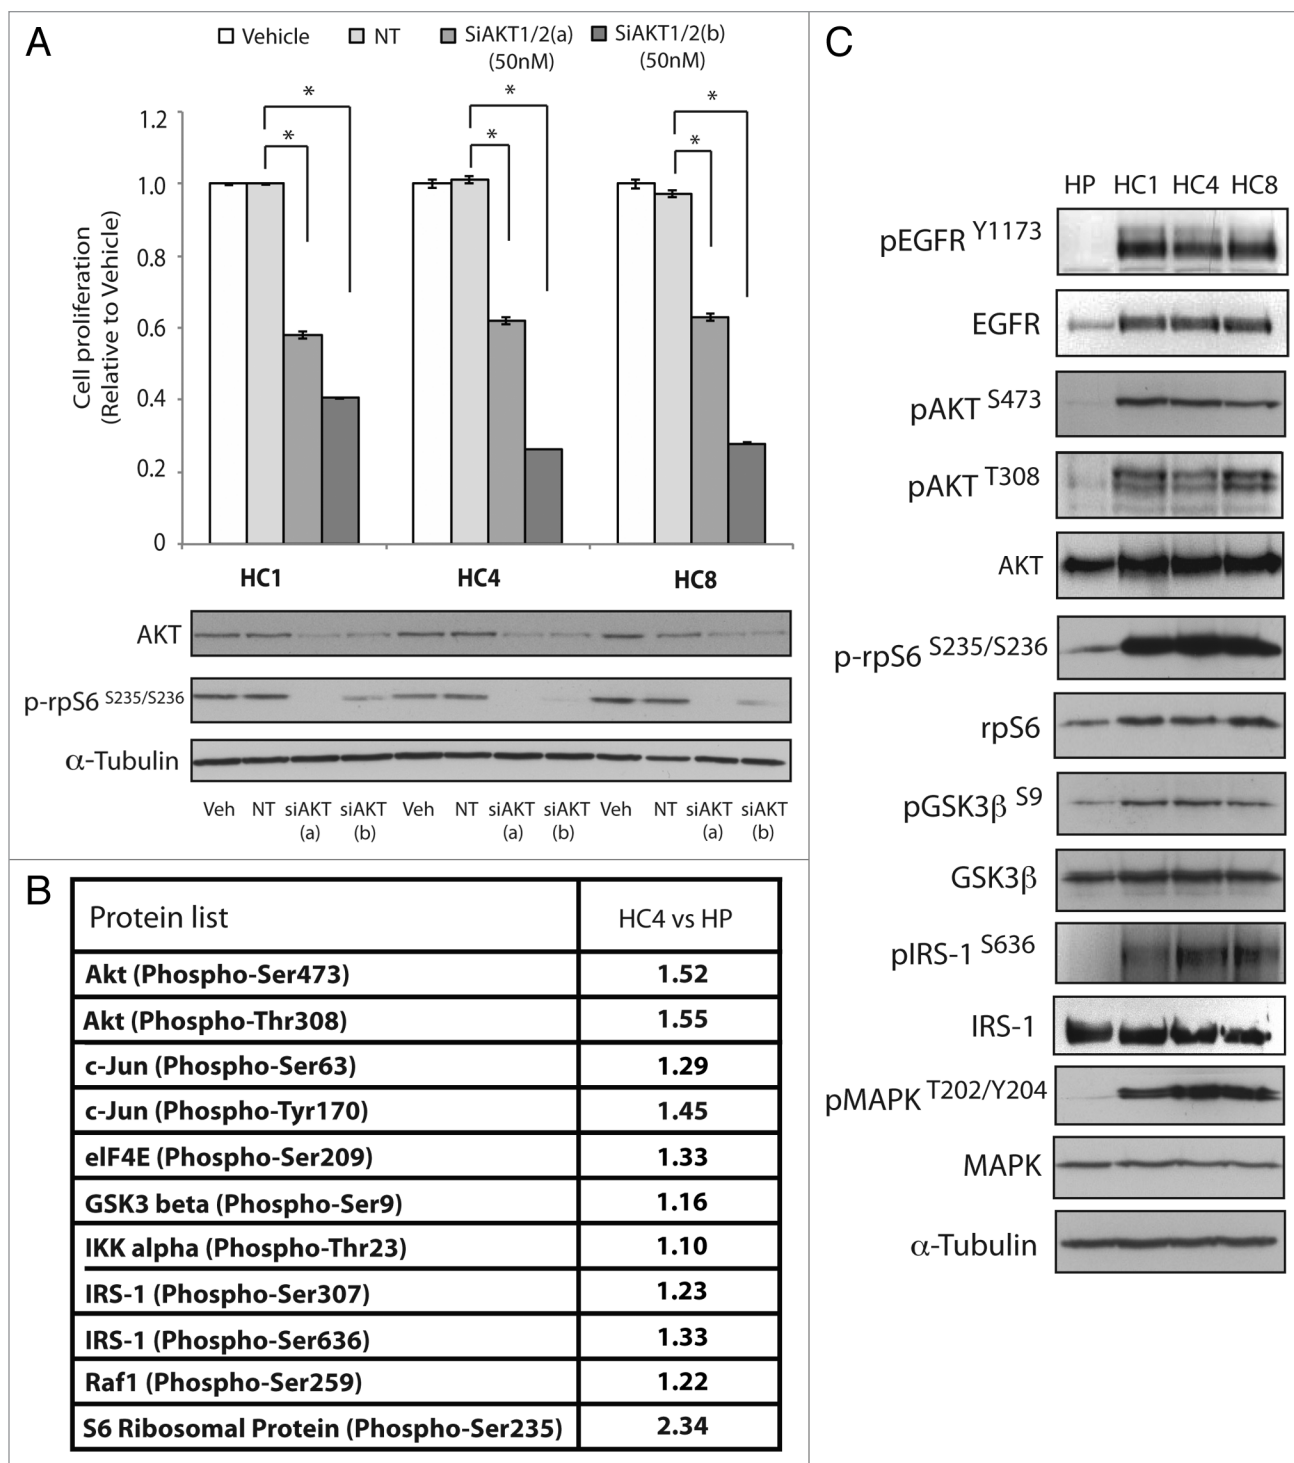 A
Vehicle NT SiAKT1/2(a) SiAKT1/2(b)
(50nM) (50nM)
* * *
* * *
1.2
1.0
0.8
0.6
0.4
0.2
0
Cell proliferation
(Relative to Vehicle)
HC1 HC4 HC8
AKT
p-rpS6 S235/S236
α-Tubulin
Veh NT siAKT siAKT Veh NT siAKT siAKT Veh NT siAKT siAKT
(a) (b) (a) (b) (a) (b)
B
Protein list HC4 vs HP
Akt (Phospho-Ser473) 1.52
Akt (Phospho-Thr308) 1.55
c-Jun (Phospho-Ser63) 1.29
c-Jun (Phospho-Tyr170) 1.45
elF4E (Phospho-Ser209) 1.33
GSK3 beta (Phospho-Ser9) 1.16
IKK alpha (Phospho-Thr23) 1.10
IRS-1 (Phospho-Ser307) 1.23
IRS-1 (Phospho-Ser636) 1.33
Raf1 (Phospho-Ser259) 1.22
S6 Ribosomal Protein (Phospho-Ser235) 2.34
C
HP HC1 HC4 HC8
pEGFR Y1173
EGFR
pAKT S473
pAKT T308
AKT
p-rpS6 S235/S236
rpS6
pGSK3β S9
GSK3β
pIRS-1 S636
IRS-1
pMAPK T202/Y204
MAPK
α-Tubulin